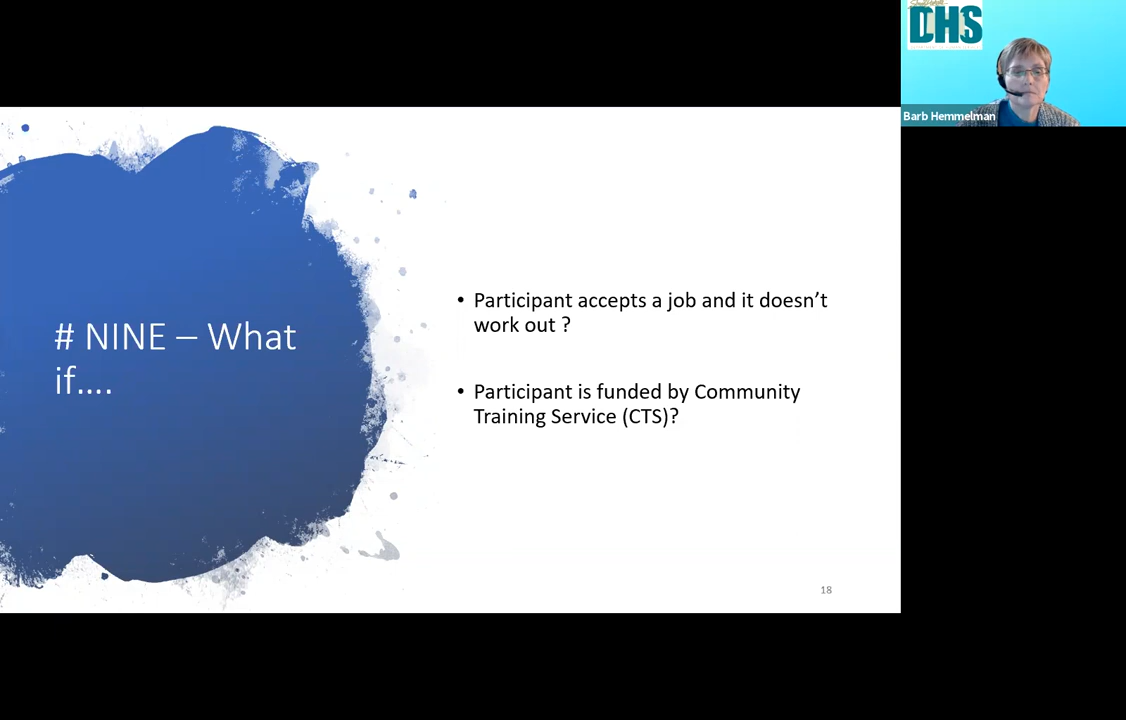 # NINE – What
if....
• Participant accepts a job and it doesn’t
work out ?
• Participant is funded by Community
Training Service (CTS)?
18
DHS
Barb Hemmelman